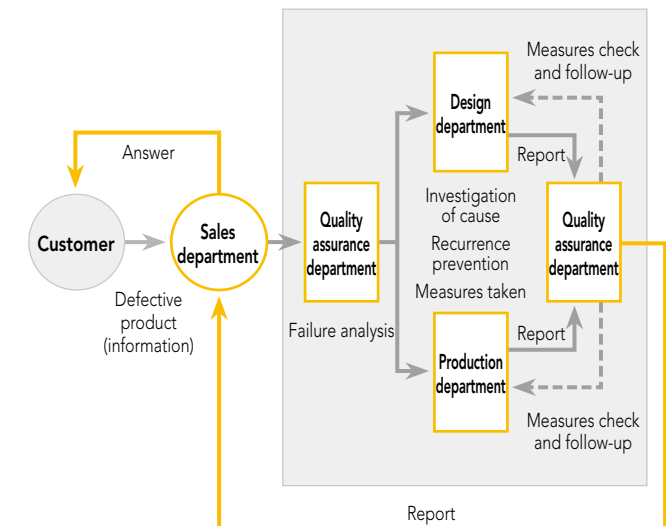 Measures check
and follow-up
Design
department
Answer
Report
Customer
Sales
department
Quality
assurance
department
Investigation
of cause
Recurrence
prevention
Measures taken
Quality
assurance
department
Defective
product
(information)
Failure analysis
Report
Production
department
Measures check
and follow-up
Report